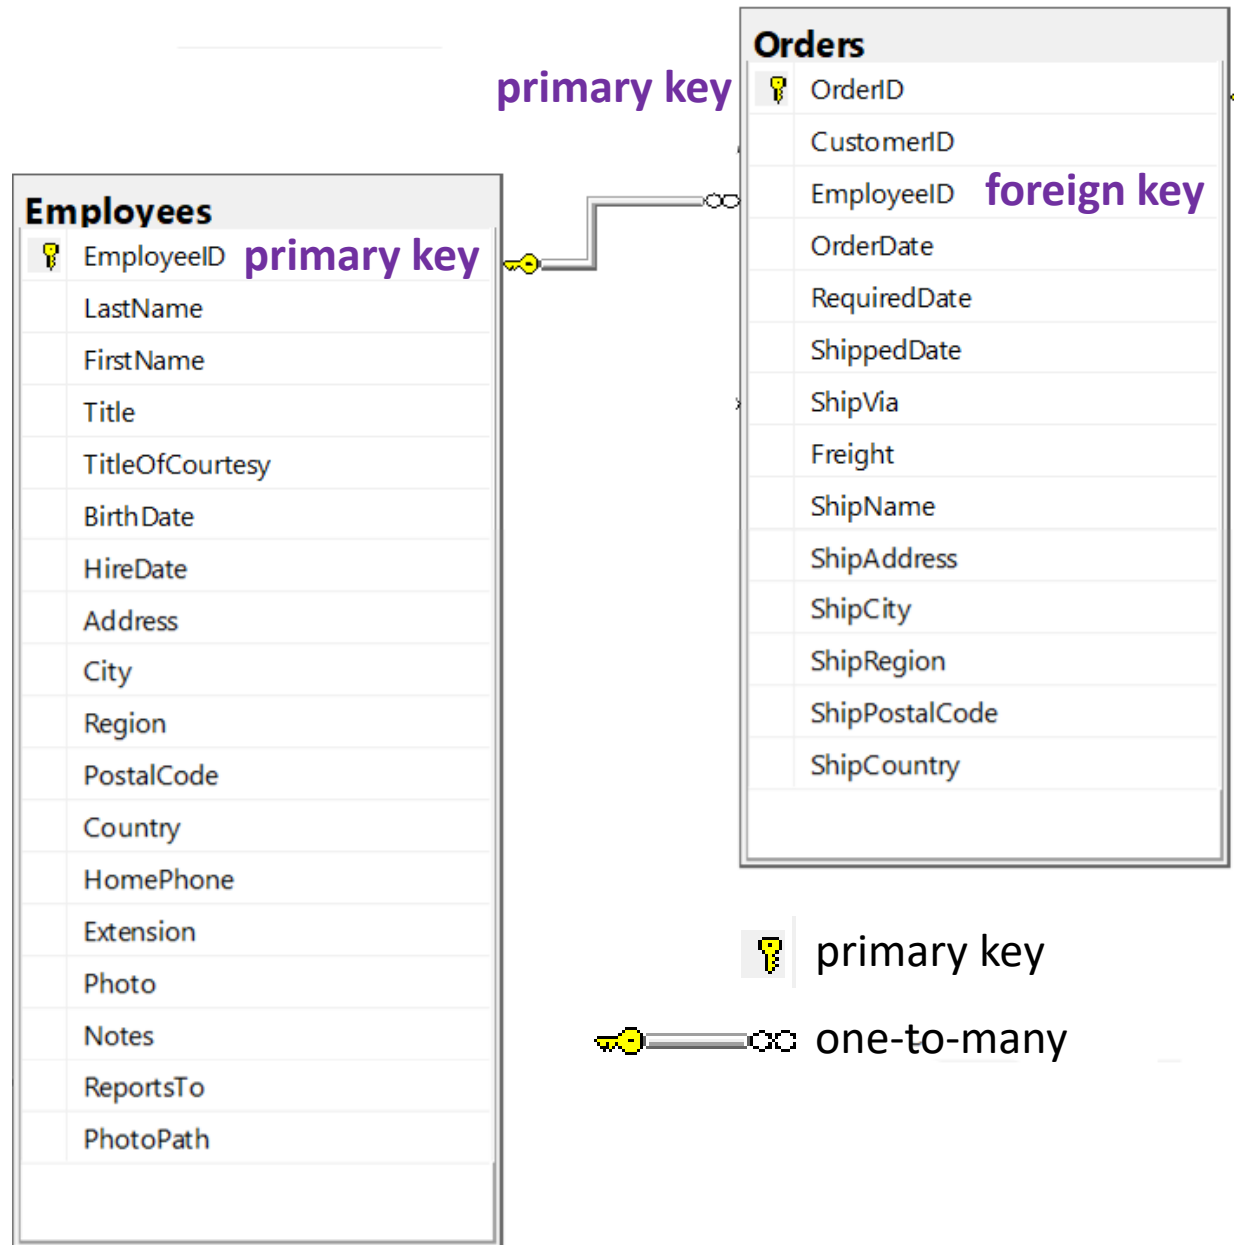 Orders
primary key
OrderID
CustomerID
EmployeeID foreign key
OrderDate
RequiredDate
ShippedDate
ShipVia
Freight
ShipName
ShipAddress
ShipCity
ShipRegion
ShipPostalCode
ShipCountry
Employees
EmployeeID primary key
LastName
FirstName
Title
TitleOfCourtesy
BirthDate
HireDate
Address
City
Region
PostalCode
Country
HomePhone
Extension
Photo
Notes
ReportsTo
PhotoPath
primary key
one-to-many